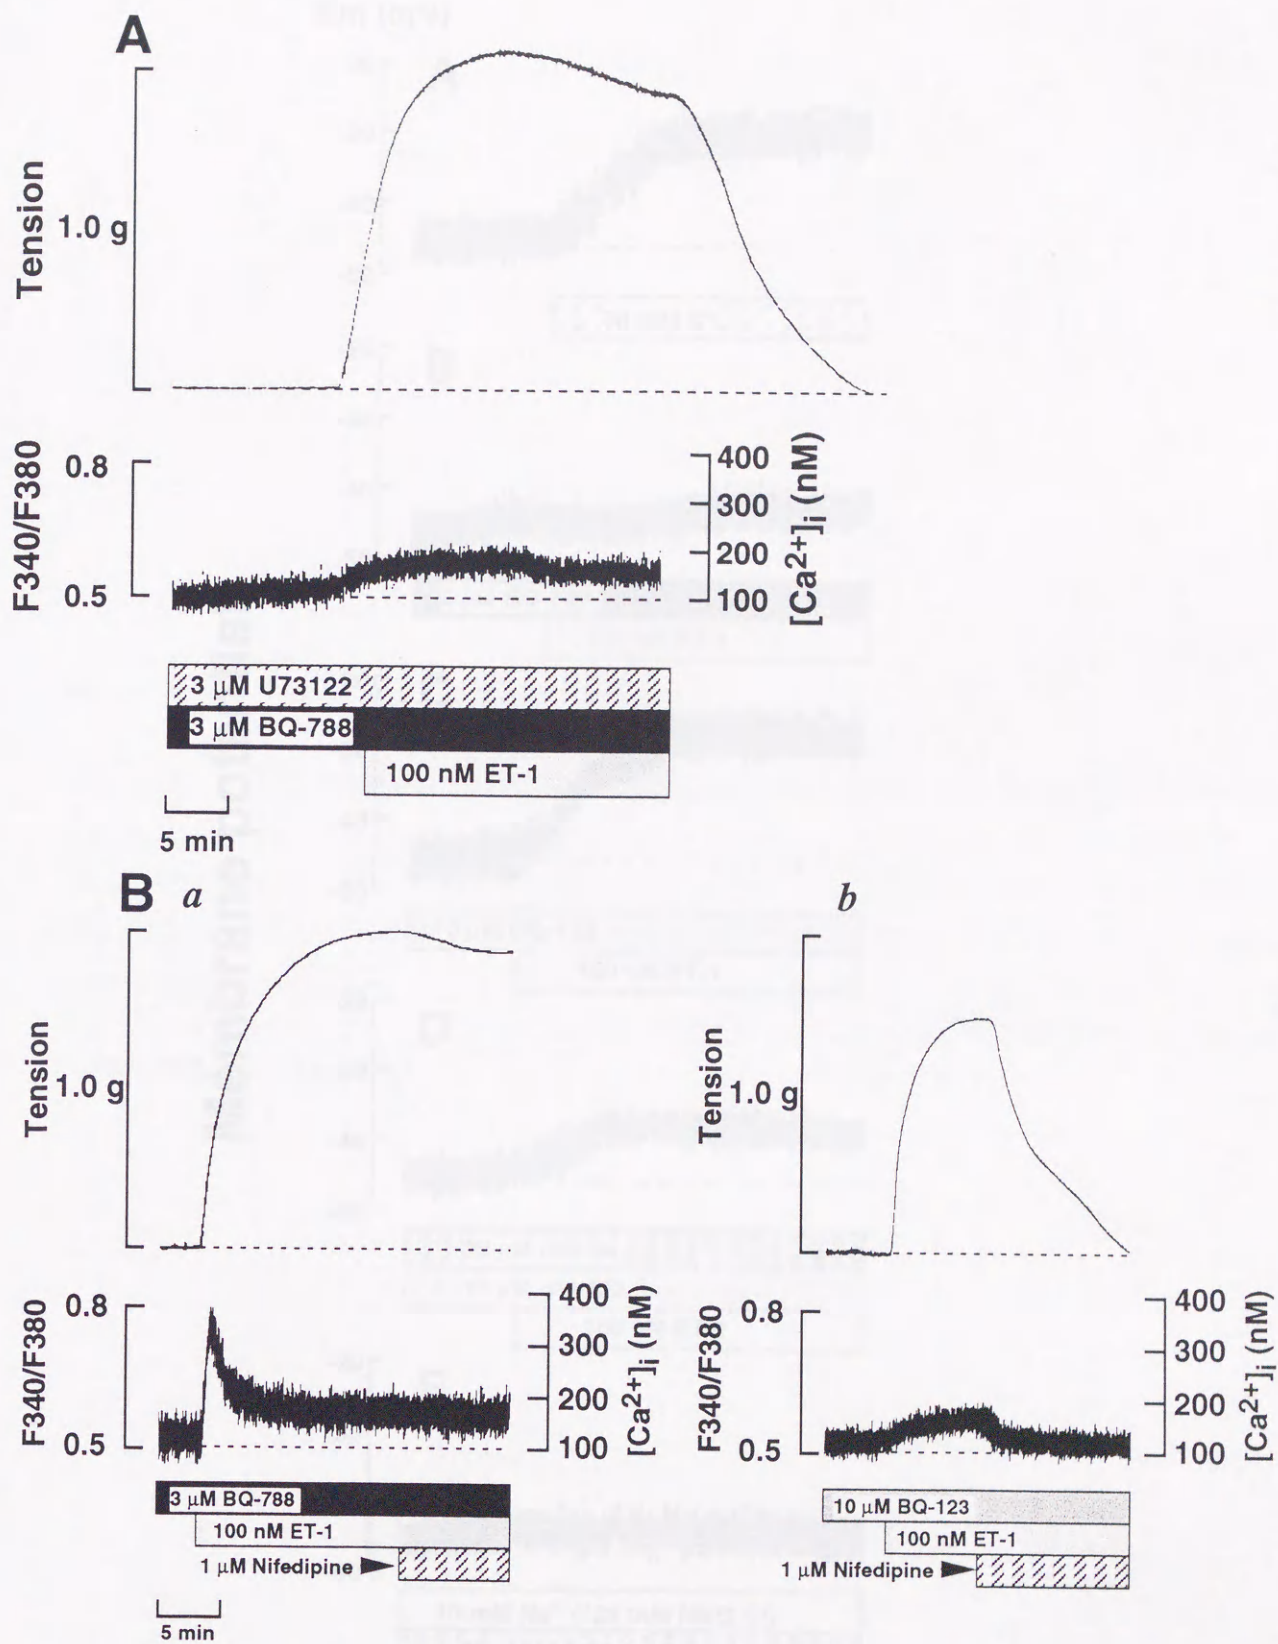 A
Tension
1.0 g
F340/F380
0.8
0.5
400
300
200
100
[Ca2+]i (nM)
3 µM U73122
3 µM BQ-788
100 nM ET-1
5 min
B a
Tension
1.0 g
F340/F380
0.8
0.5
400
300
200
100
[Ca2+]i (nM)
3 µM BQ-788
100 nM ET-1
1 µM Nifedipine
5 min
b
Tension
1.0 g
F340/F380
0.8
0.5
400
300
200
100
[Ca2+]i (nM)
10 µM BQ-123
100 nM ET-1
1 µM Nifedipine